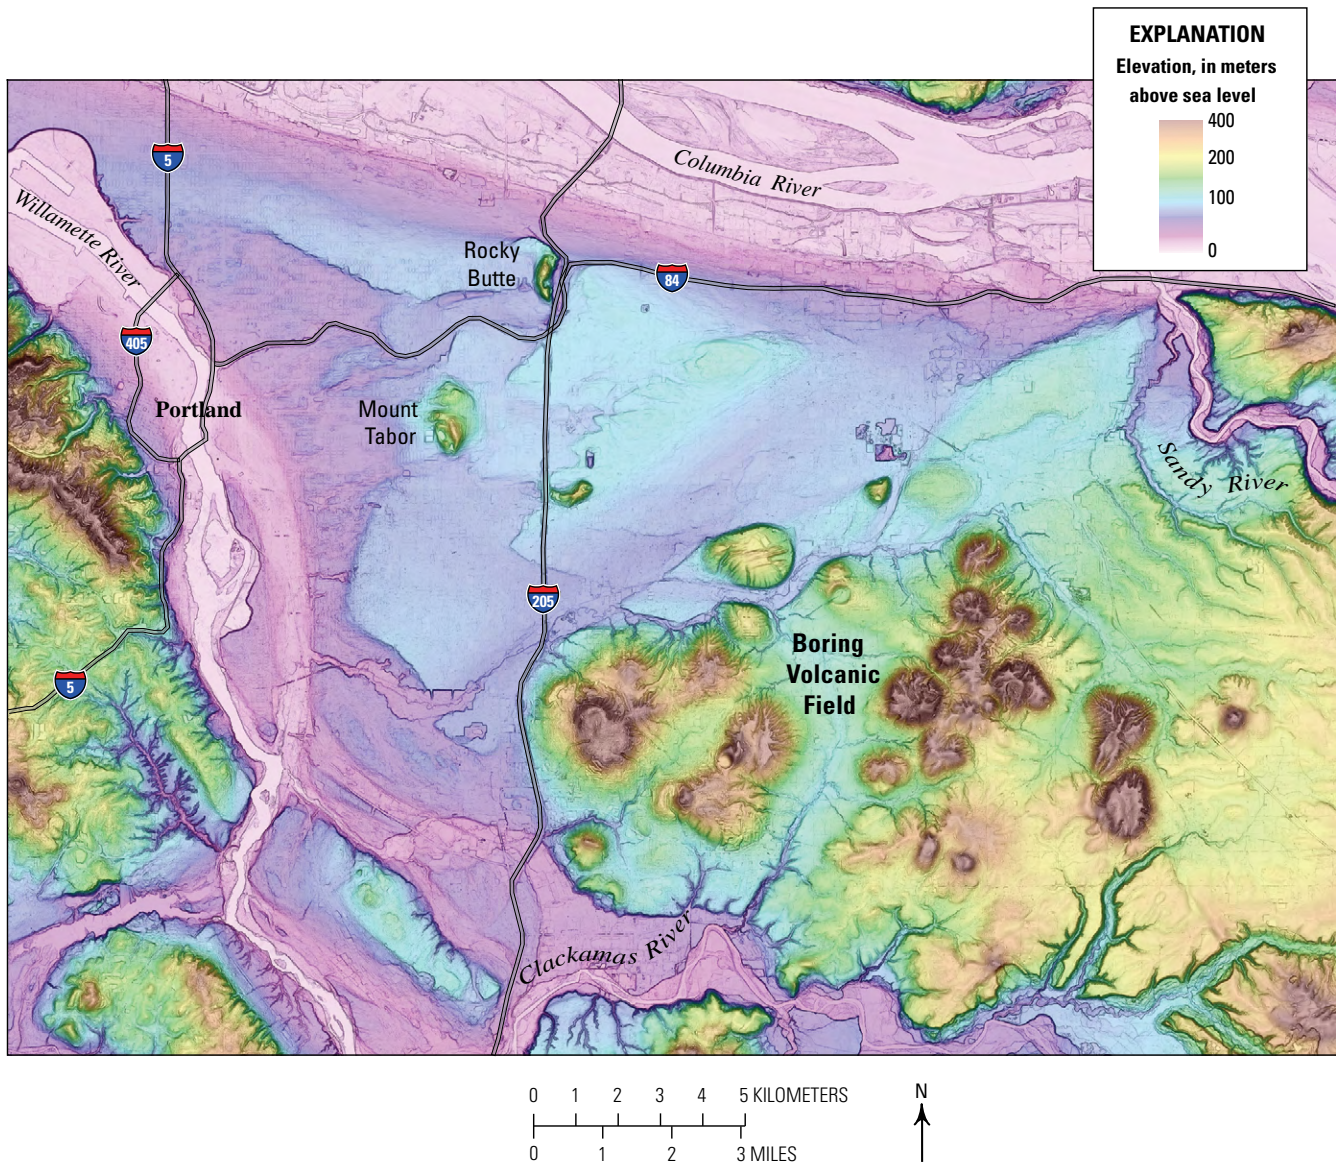 EXPLANATION
Elevation, in meters
above sea level
400
200
100
0
5
Columbia River
Willamette River
Rocky
Butte
84
405
Portland
Mount
Tabor
Sandy River
205
Boring
Volcanic
Field
5
Clackamas River
0 1 2 3 4 5 KILOMETERS
0 1 2 3 MILES
N